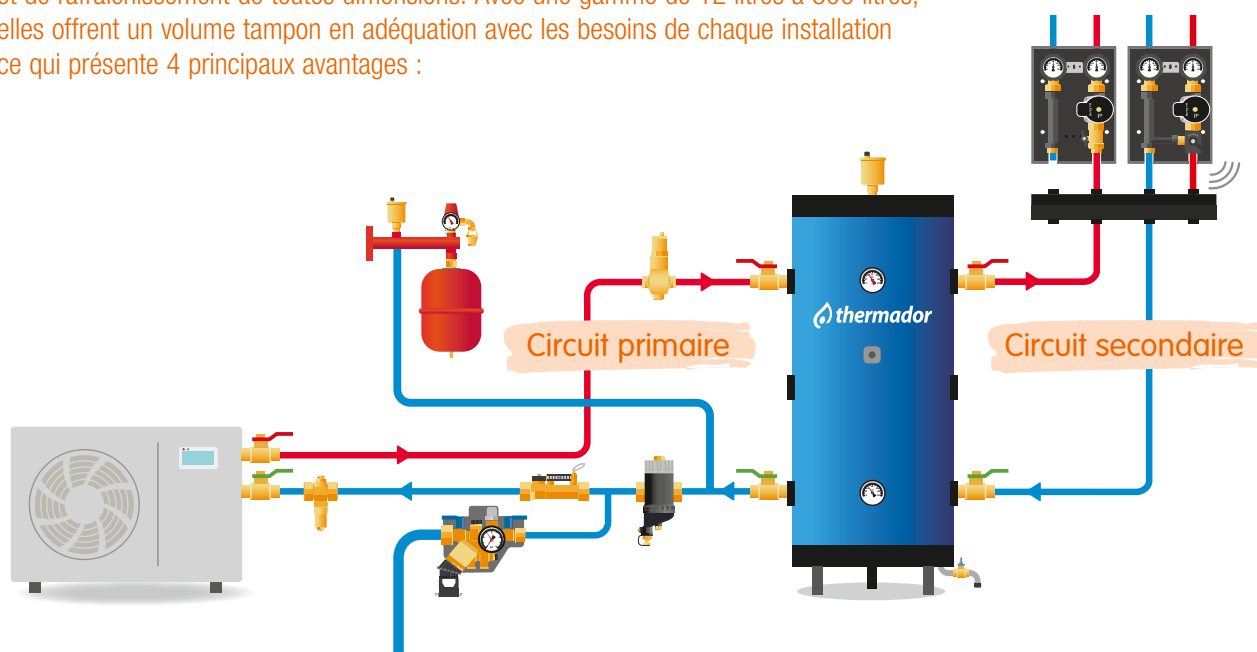 elles offrent un volume tampon en adéquation avec les besoins de chaque installation
ce qui présente 4 principaux avantages :
thermador
Circuit primaire
Circuit secondaire